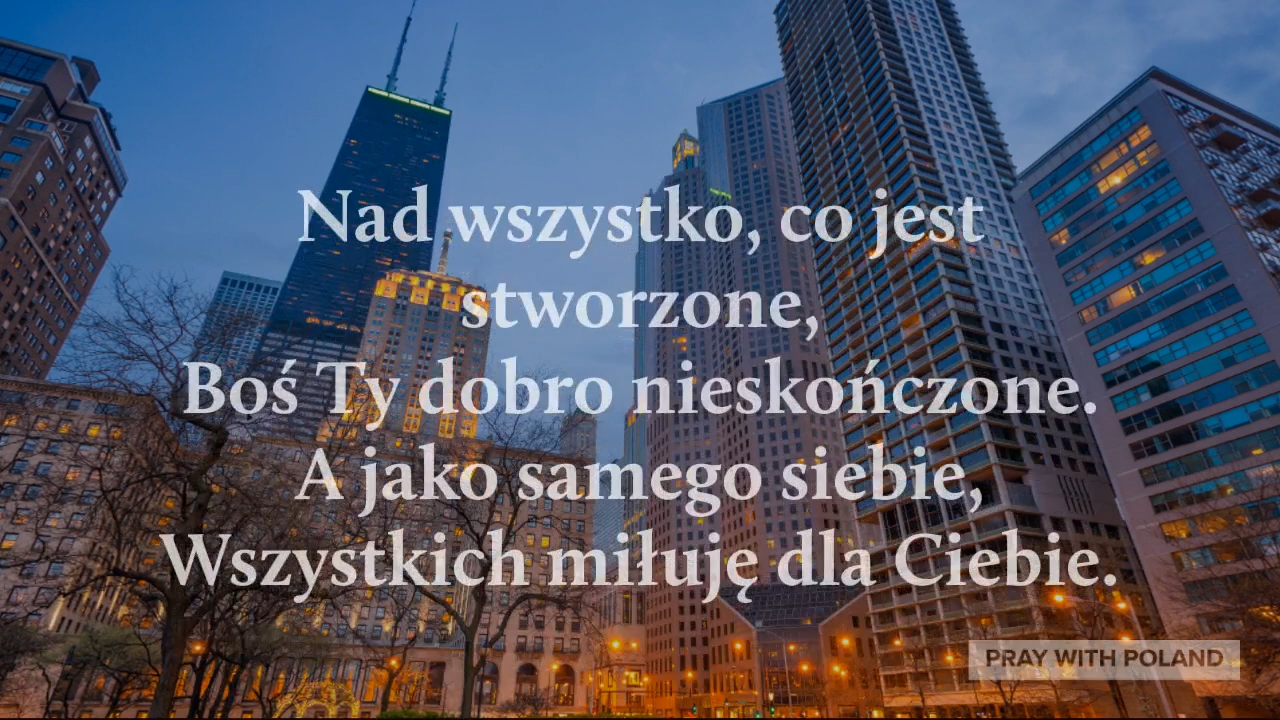 Nad wszystko, co jest
stworzone,
Boś Ty dobro nieskończone.
A jako samego siebie,
Wszystkich miłuję dla Ciebie.
PRAY WITH POLAND